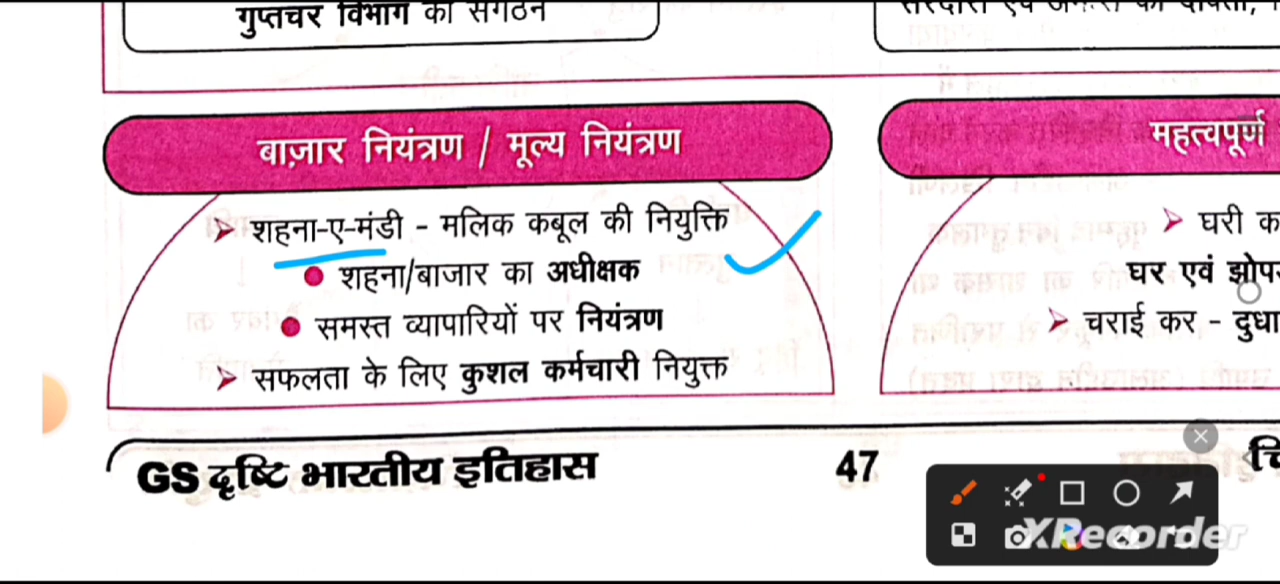 गुप्तचर विभाग का संगठन
बाज़ार नियंत्रण / मूल्य नियंत्रण
शहना-ए-मंडी - मलिक कबूल की नियुक्ति
शहना/बाजार का अधीक्षक
समस्त व्यापारियों पर नियंत्रण
सफलता के लिए कुशल कर्मचारी नियुक्त
महत्वपूर्ण
घरी क
घर एवं झोप
चराई कर - दुधा
GS दृष्टि भारतीय इतिहास
47
XRecorder